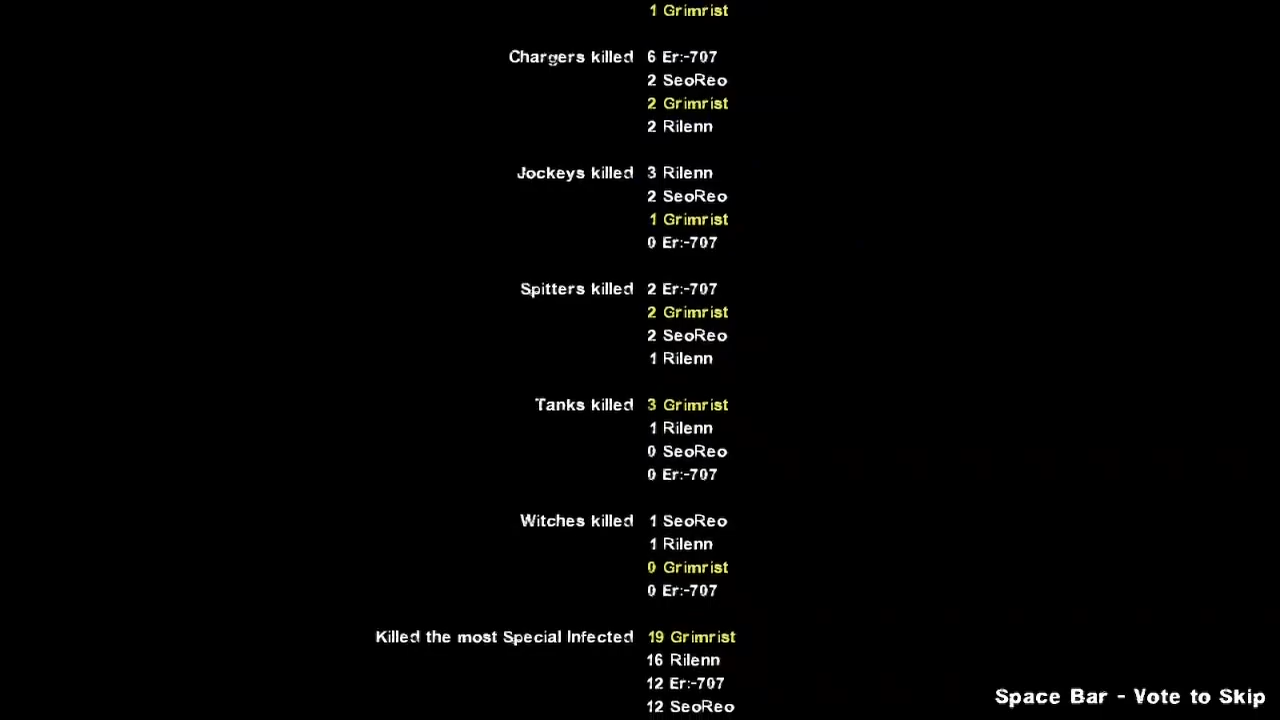 1 Grimrist
Chargers killed 6 Er:-707
2 SeoReo
2 Grimrist
2 Rilenn
Jockeys killed 3 Rilenn
2 SeoReo
1 Grimrist
0 Er:-707
Spitters killed 2 Er:-707
2 Grimrist
2 SeoReo
1 Rilenn
Tanks killed 3 Grimrist
1 Rilenn
0 SeoReo
0 Er:-707
Witches killed 1 SeoReo
1 Rilenn
0 Grimrist
0 Er:-707
Killed the most Special Infected 19 Grimrist
16 Rilenn
12 Er:-707
12 SeoReo
Space Bar - Vote to Skip